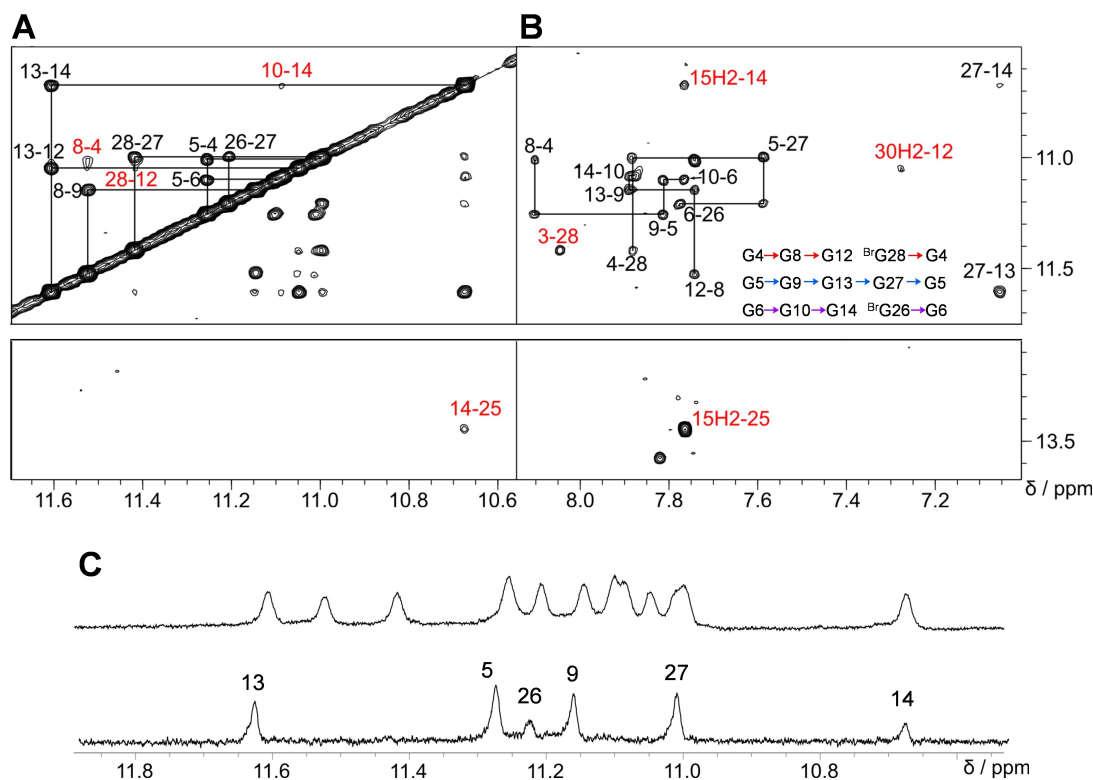 A
B
13-14
10-14
15H2-14
27-14
13-12
8-4
28-27
5-4
26-27
8-4
5-27
11.0
30H2-12
28-12
5-6
14-10
10-6
8-9
13-9
9-5
6-26
3-28
4-28
G4→G8→G12 BrG28→G4
12-8
27-13
11.5
G5→G9→G13→G27→G5
G6→G10→G14 BrG26→G6
14-25
15H2-25
13.5
11.6 11.4 11.2 11.0 10.8 10.6 8.0 7.8 7.6 7.4 7.2
δ / ppm
C
13
5
26
9
27
14
11.8 11.6 11.4 11.2 11.0 10.8
δ / ppm